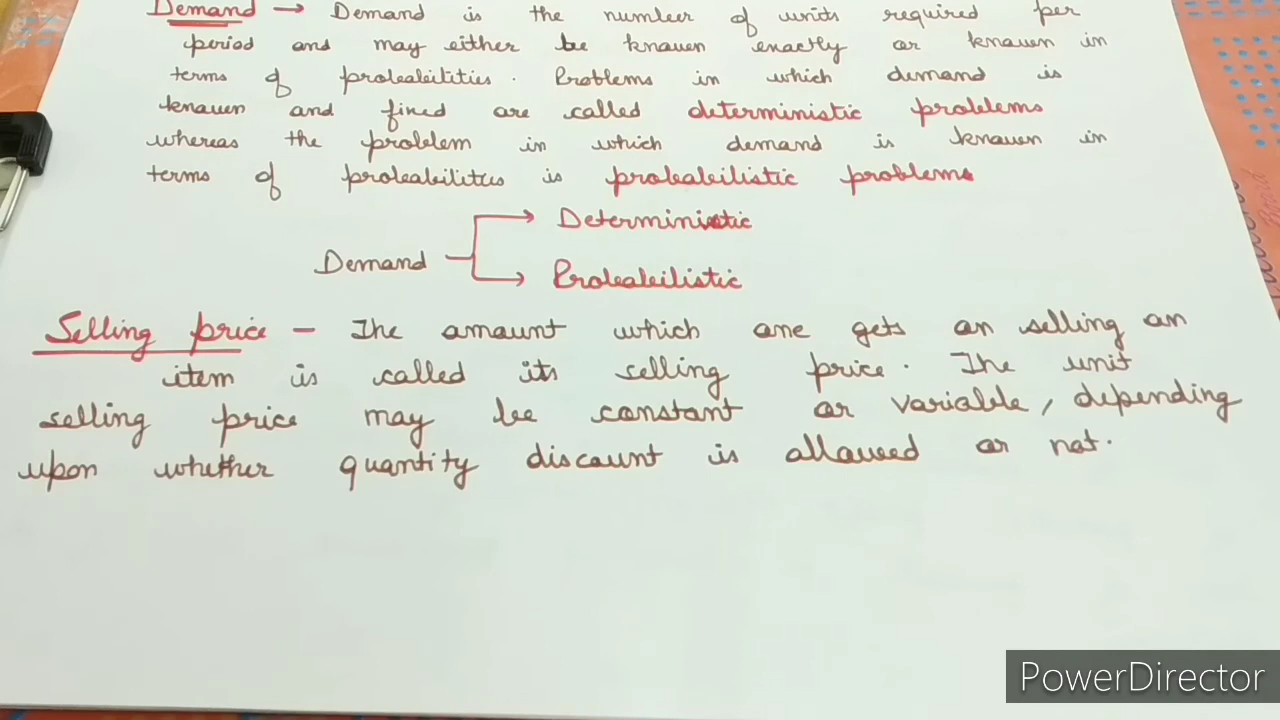 Demand → Demand is the number of units required per
period and may either be known exactly or known in
terms of probabilities. Problems in which demand is
known and fixed are called deterministic problems
whereas the problem in which demand is known in
terms of probabilities is probabilistic problems
Deterministic
Demand
Probabilistic
Selling price - The amount which one gets on selling an
item is called its selling price. The unit
selling price may be constant or variable, depending
upon whether quantity discount is allowed or not.
PowerDirector